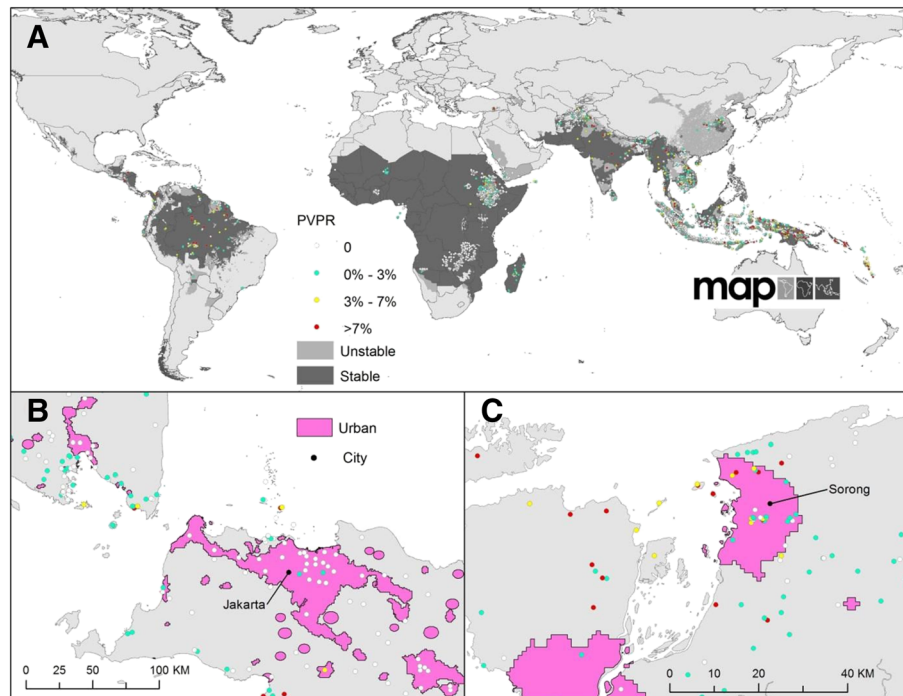 A
PVPR
0
0% - 3%
3% - 7%
>7%
Unstable
Stable
map
B
Urban
City
Jakarta
0 25 50 100 KM
C
Sorong
0 10 20 40 KM